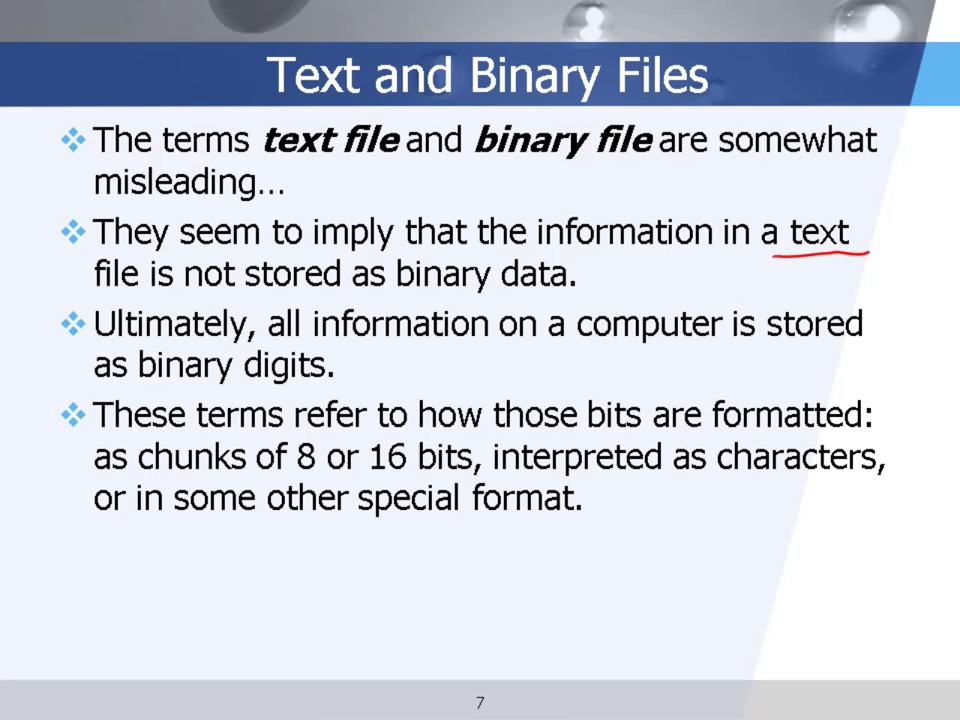 Text and Binary Files
The terms text file and binary file are somewhat
misleading…
They seem to imply that the information in a text
file is not stored as binary data.
Ultimately, all information on a computer is stored
as binary digits.
These terms refer to how those bits are formatted:
as chunks of 8 or 16 bits, interpreted as characters,
or in some other special format.
7